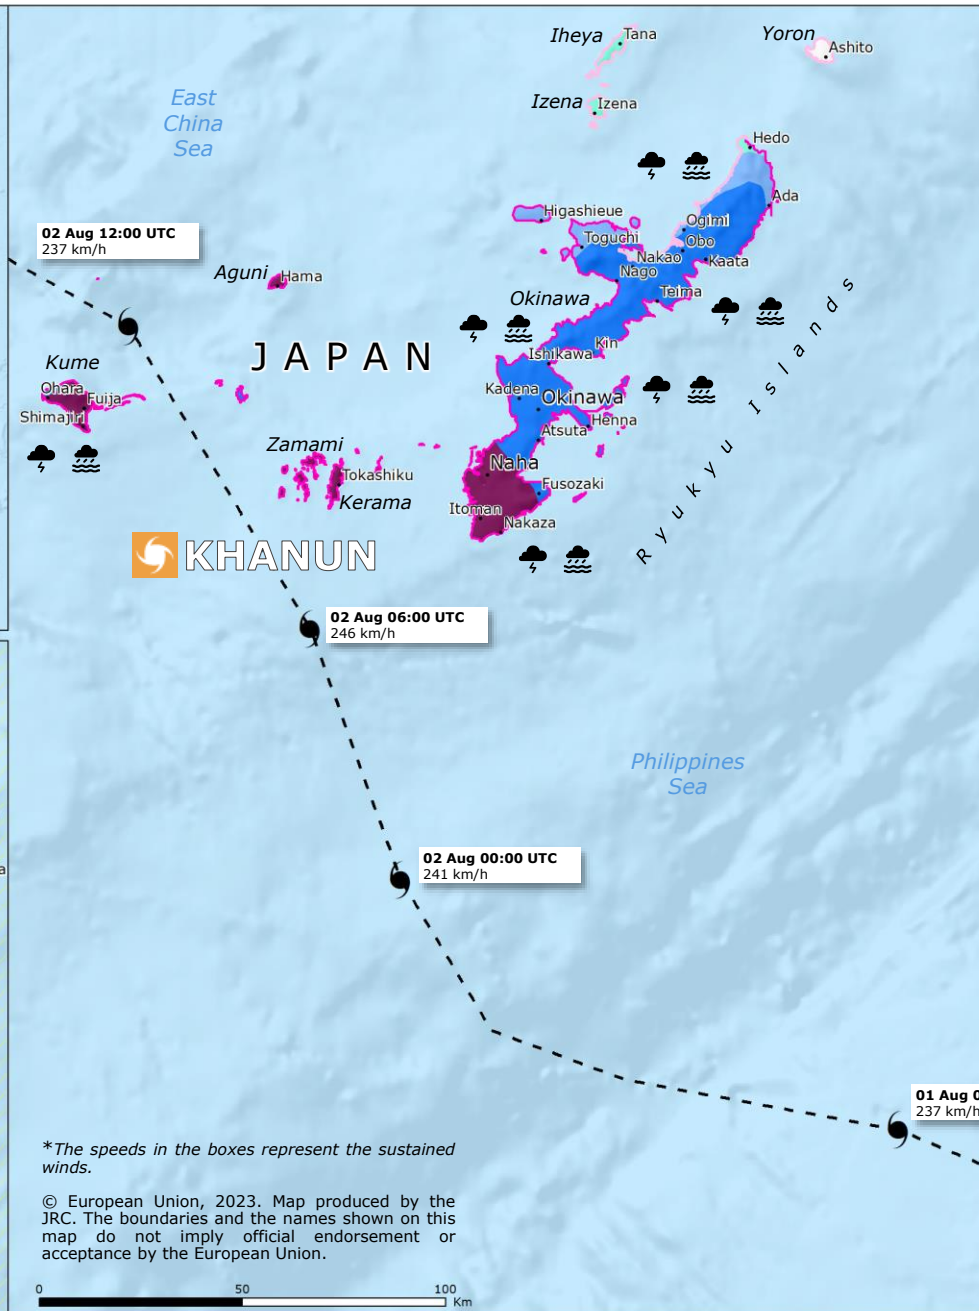 Iheya
Tana
Yoron
Ashito
Izena
Izena
East
China
Sea
Hedo
Ada
Higashieue
Ogimi
Toguchi
Obo
Nakao
Kaata
Nago
02 Aug 12:00 UTC
237 km/h
Aguni
Hama
Teima
Okinawa
Kin
JAPAN
Ishikawa
Kume
Ohara
Fuija
Shimajiri
Kadena
Okinawa
Henna
Atsuta
Ryukyu Islands
Zamami
Naha
Tokashiku
Fusozaki
Kerama
Itoman
Nakaza
KHANUN
02 Aug 06:00 UTC
246 km/h
Philippines
Sea
02 Aug 00:00 UTC
241 km/h
a
01 Aug 0
237 km/h
*The speeds in the boxes represent the sustained
winds.
© European Union, 2023. Map produced by the
JRC. The boundaries and the names shown on this
map do not imply official endorsement or
acceptance by the European Union.
0 50 100
Km